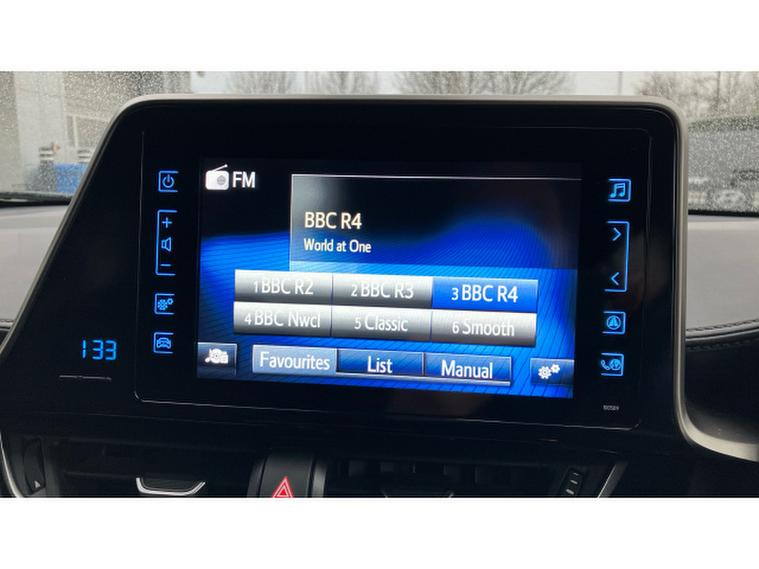 FM
BBC R4
World at One
1 BBC R2 2 BBC R3 3 BBC R4
4 BBC Nwcl 5 Classic 6 Smooth
Favourites List Manual
133